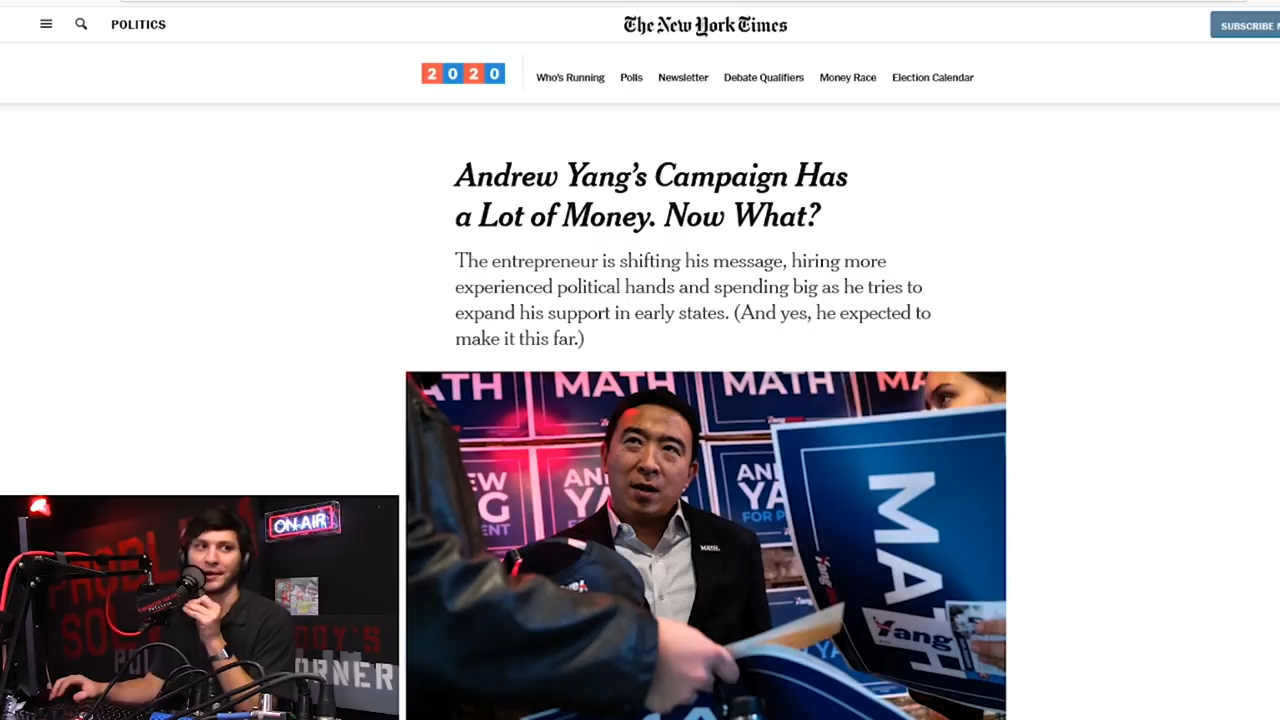 POLITICS
The New York Times
SUBSCRIBE
2020
Who's Running
Polls
Newsletter
Debate Qualifiers
Money Race
Election Calendar
Andrew Yang's Campaign Has
a Lot of Money. Now What?
The entrepreneur is shifting his message, hiring more
experienced political hands and spending big as he tries to
expand his support in early states. (And yes, he expected to
make it this far.)
MATH
MATH
MATH
MATH
Yang
ON-AIR